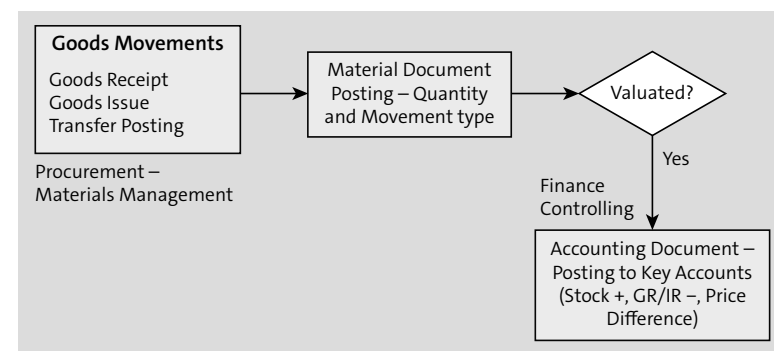 Goods Movements
Goods Receipt
Goods Issue
Transfer Posting
Procurement –
Materials Management
Material Document
Posting – Quantity
and Movement type
Valuated?
Yes
Finance
Controlling
Accounting Document –
Posting to Key Accounts
(Stock +, GR/IR –, Price
Difference)